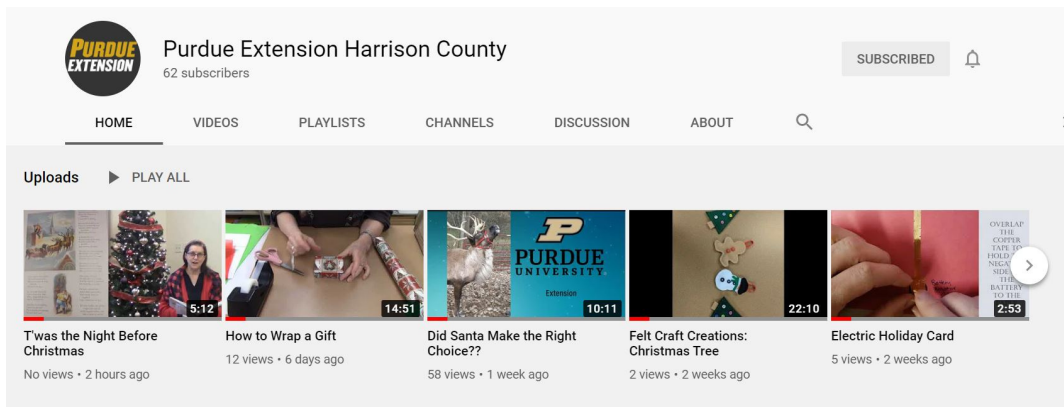 PURDUE
EXTENSION
Purdue Extension Harrison County
62 subscribers
SUBSCRIBED
HOME VIDEOS PLAYLISTS CHANNELS DISCUSSION ABOUT
Uploads PLAY ALL
5:12
14:51
P
PURDUE
UNIVERSITY
Extension
10:11
22:10
OVERLAP
THE
COPPER
TAPE TO
HOLD
NEGA
SIDE
THE
BATTERY
TO THE
2:53
T'was the Night Before
Christmas
No views • 2 hours ago
How to Wrap a Gift
12 views • 6 days ago
Did Santa Make the Right
Choice??
58 views • 1 week ago
Felt Craft Creations:
Christmas Tree
2 views • 2 weeks ago
Electric Holiday Card
5 views • 2 weeks ago